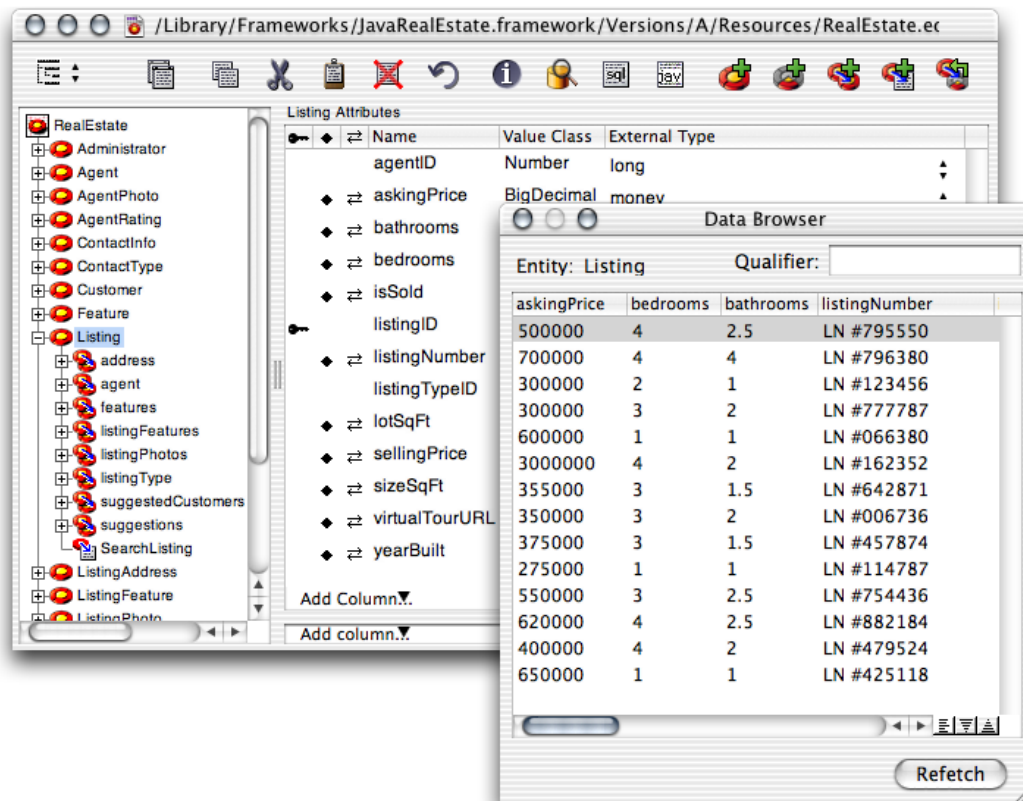 /Library/Frameworks/JavaRealEstate.framework/Versions/A/Resources/RealEstate.ec
sql
jav
RealEstate
Administrator
Agent
AgentPhoto
AgentRating
ContactInfo
ContactType
Customer
Feature
Listing
address
agent
features
listingFeatures
listingPhotos
listingType
suggestedCustomers
suggestions
SearchListing
ListingAddress
ListingFeature
ListingPhoto
Listing Attributes
Name Value Class External Type
agentID Number long
askingPrice BigDecimal money
bathrooms
bedrooms
isSold
listingID
listingNumber
listingTypeID
lotSqFt
sellingPrice
sizeSqFt
virtualTourURL
yearBuilt
Add Column...
Add column...
Data Browser
Entity: Listing Qualifier:
askingPrice bedrooms bathrooms listingNumber
500000 4 2.5 LN #795550
700000 4 4 LN #796380
300000 2 1 LN #123456
300000 3 2 LN #777787
600000 1 1 LN #066380
3000000 4 2 LN #162352
355000 3 1.5 LN #642871
350000 3 2 LN #006736
375000 3 1.5 LN #457874
275000 1 1 LN #114787
550000 3 2.5 LN #754436
620000 4 2.5 LN #882184
400000 4 2 LN #479524
650000 1 1 LN #425118
Refetch